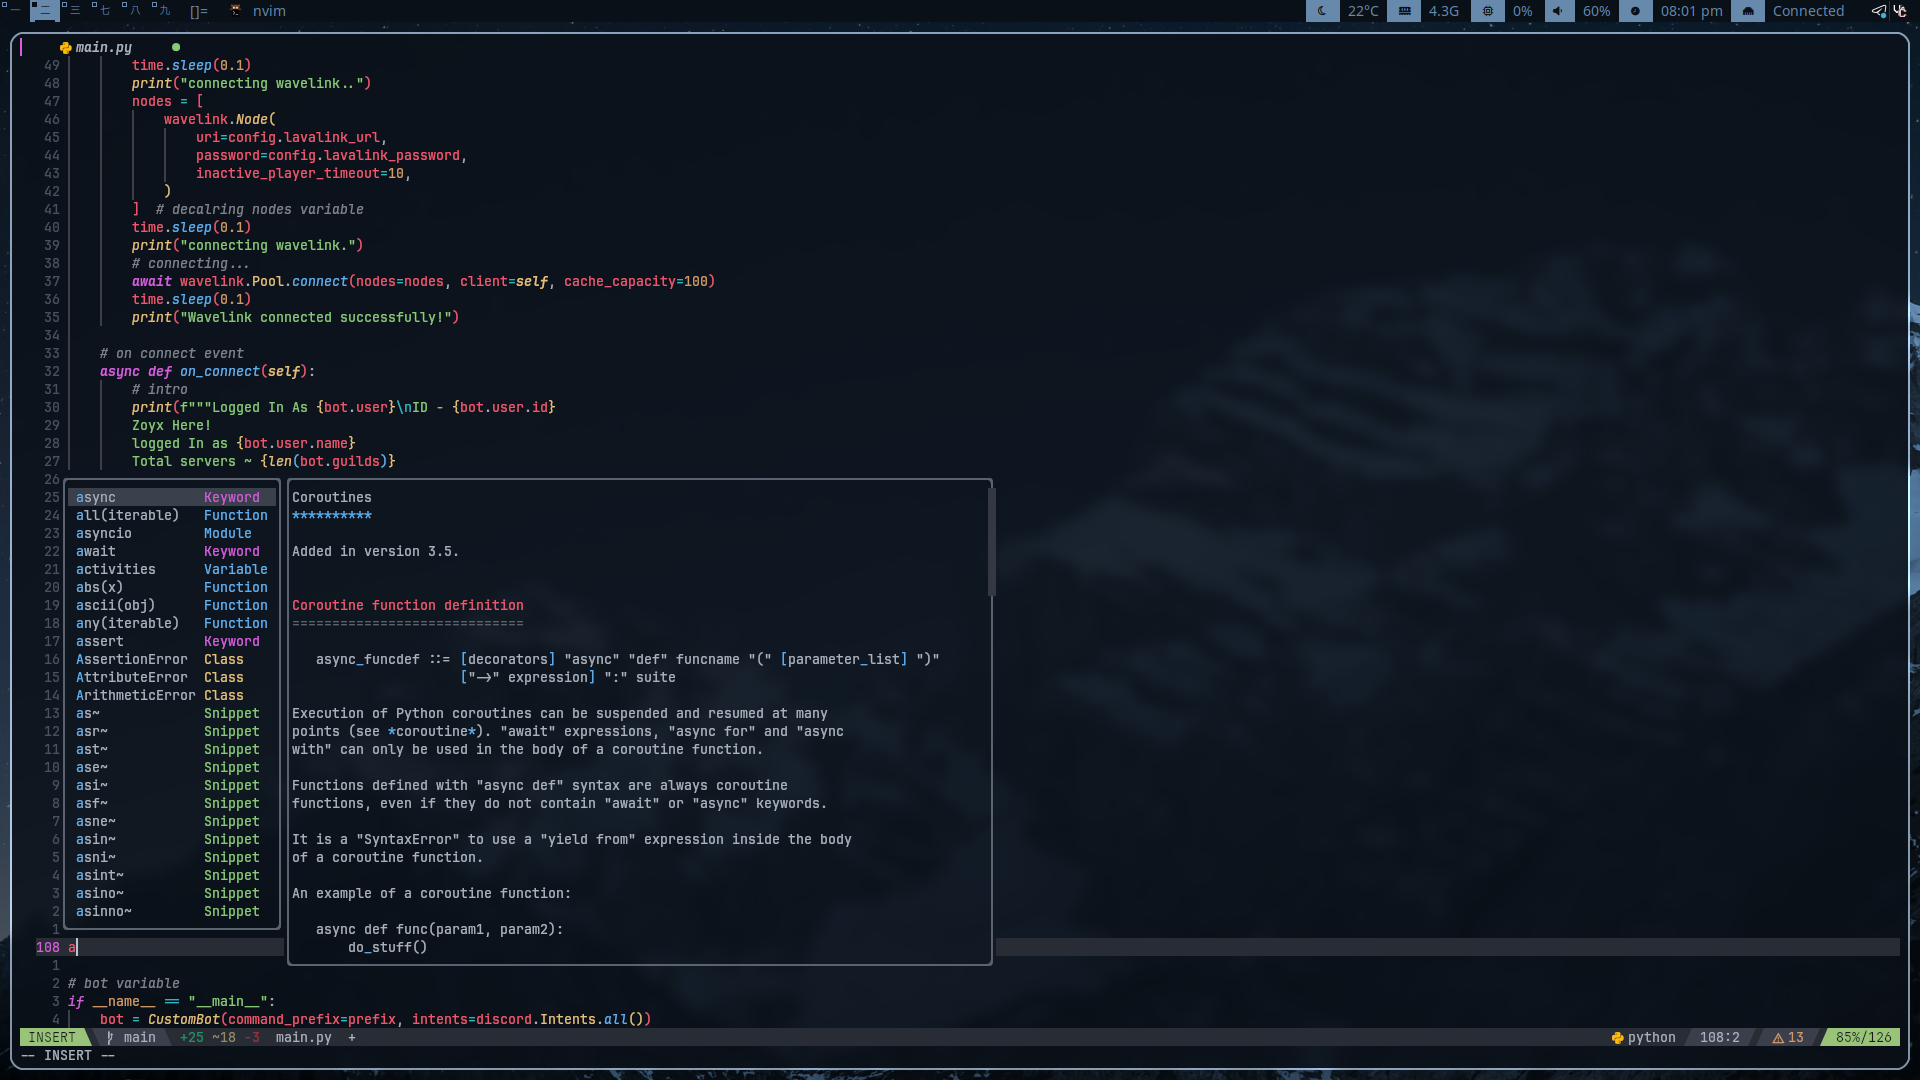 一 二 三 七 八 九 []= nvim 22°C 4.3G 0% 60% 08:01 pm Connected
main.py ●
49 time.sleep(0.1)
48 print("connecting wavelink..")
47 nodes = [
46 wavelink.Node(
45 uri=config.lavalink_url,
44 password=config.lavalink_password,
43 inactive_player_timeout=10,
42 )
41 ] # decalring nodes variable
40 time.sleep(0.1)
39 print("connecting wavelink.")
38 # connecting...
37 await wavelink.Pool.connect(nodes=nodes, client=self, cache_capacity=100)
36 time.sleep(0.1)
35 print("Wavelink connected successfully!")
34
33 # on connect event
32 async def on_connect(self):
31 # intro
30 print(f"""Logged In As {bot.user}\nID - {bot.user.id}
29 Zoyx Here!
28 logged In as {bot.user.name}
27 Total servers ~ {len(bot.guilds)}
26
25 async Keyword Coroutines
24 all(iterable) Function **********
23 asyncio Module
22 await Keyword Added in version 3.5.
21 activities Variable
20 abs(x) Function
19 ascii(obj) Function Coroutine function definition
18 any(iterable) Function =============================
17 assert Keyword
16 AssertionError Class async_funcdef ::= [decorators] "async" "def" funcname "(" [parameter_list] ")"
15 AttributeError Class ["->" expression] ":" suite
14 ArithmeticError Class
13 as~ Snippet Execution of Python coroutines can be suspended and resumed at many
12 asr~ Snippet points (see *coroutine*). "await" expressions, "async for" and "async
11 ast~ Snippet with" can only be used in the body of a coroutine function.
10 ase~ Snippet
9 asi~ Snippet Functions defined with "async def" syntax are always coroutine
8 asf~ Snippet functions, even if they do not contain "await" or "async" keywords.
7 asne~ Snippet
6 asin~ Snippet It is a "SyntaxError" to use a "yield from" expression inside the body
5 asni~ Snippet of a coroutine function.
4 asint~ Snippet
3 asino~ Snippet An example of a coroutine function:
2 asinno~ Snippet
1 async def func(param1, param2):
108 a do_stuff()
1
2 # bot variable
3 if __name__ == "__main__":
4 bot = CustomBot(command_prefix=prefix, intents=discord.Intents.all())
INSERT main +25 ~18 -3 main.py + python 108:2 13 85%/126
-- INSERT --